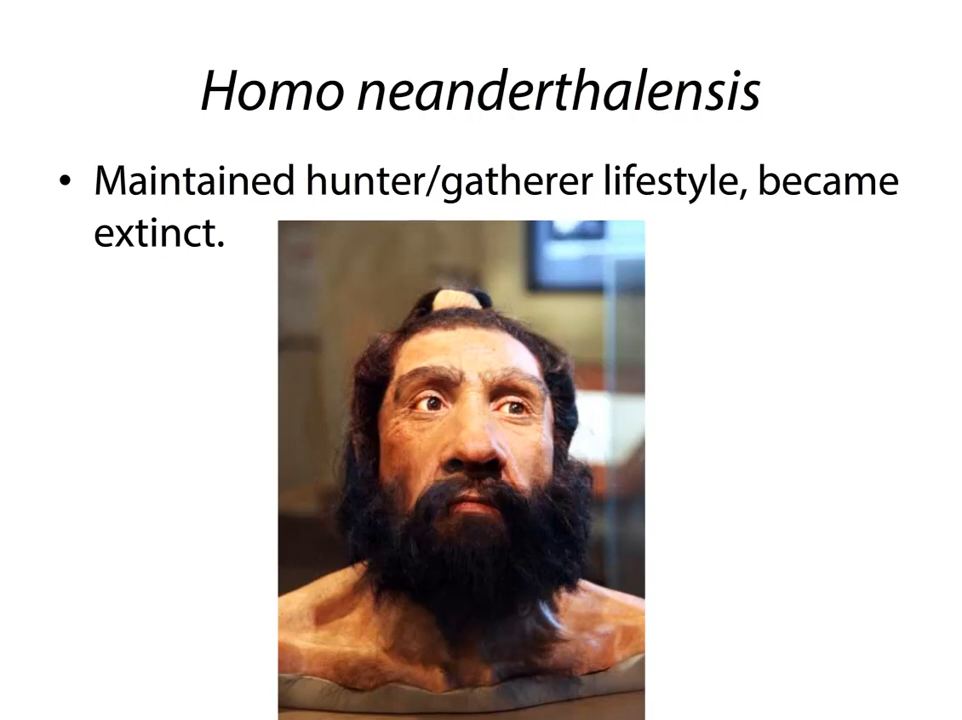 Homo neanderthalensis
• Maintained hunter/gatherer lifestyle, became
extinct.